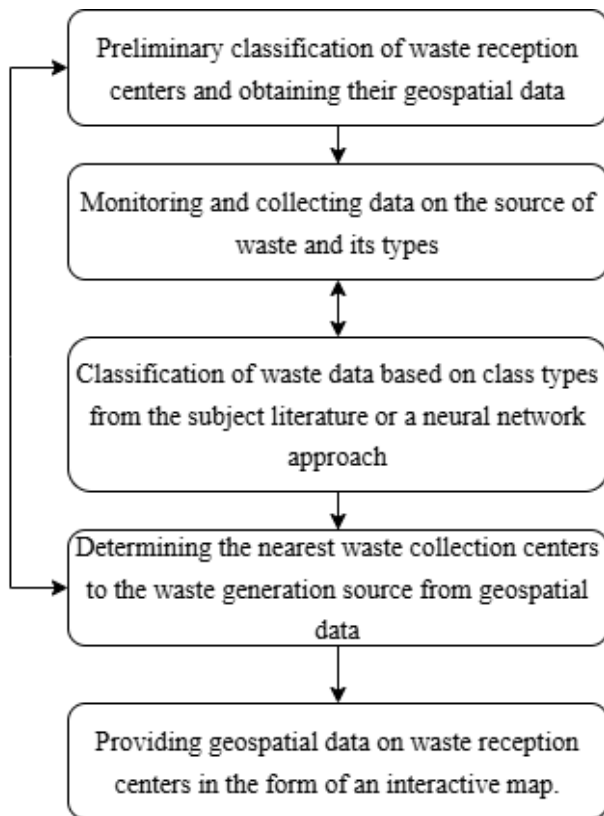 Preliminary classification of waste reception
centers and obtaining their geospatial data
Monitoring and collecting data on the source of
waste and its types
Classification of waste data based on class types
from the subject literature or a neural network
approach
Determining the nearest waste collection centers
to the waste generation source from geospatial
data
Providing geospatial data on waste reception
centers in the form of an interactive map.